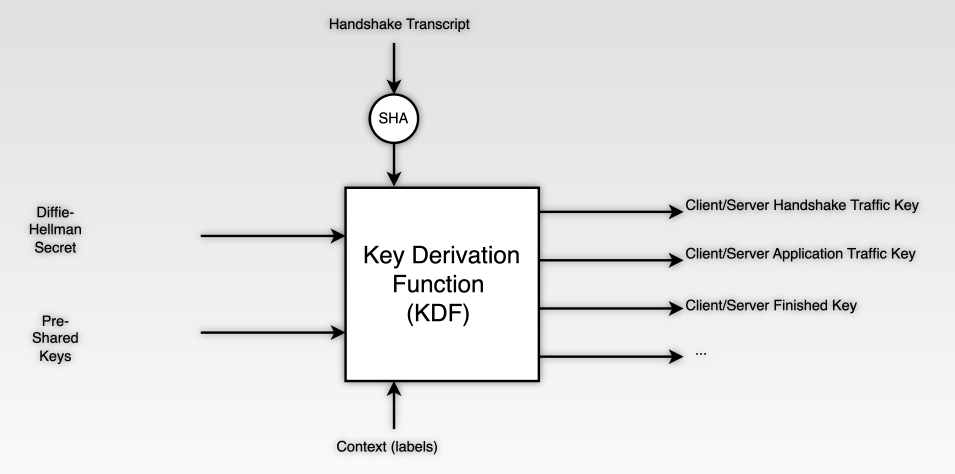 Handshake Transcript
SHA
Diffie-
Hellman
Secret
Pre-
Shared
Keys
Key Derivation
Function
(KDF)
Client/Server Handshake Traffic Key
Client/Server Application Traffic Key
Client/Server Finished Key
...
Context (labels)